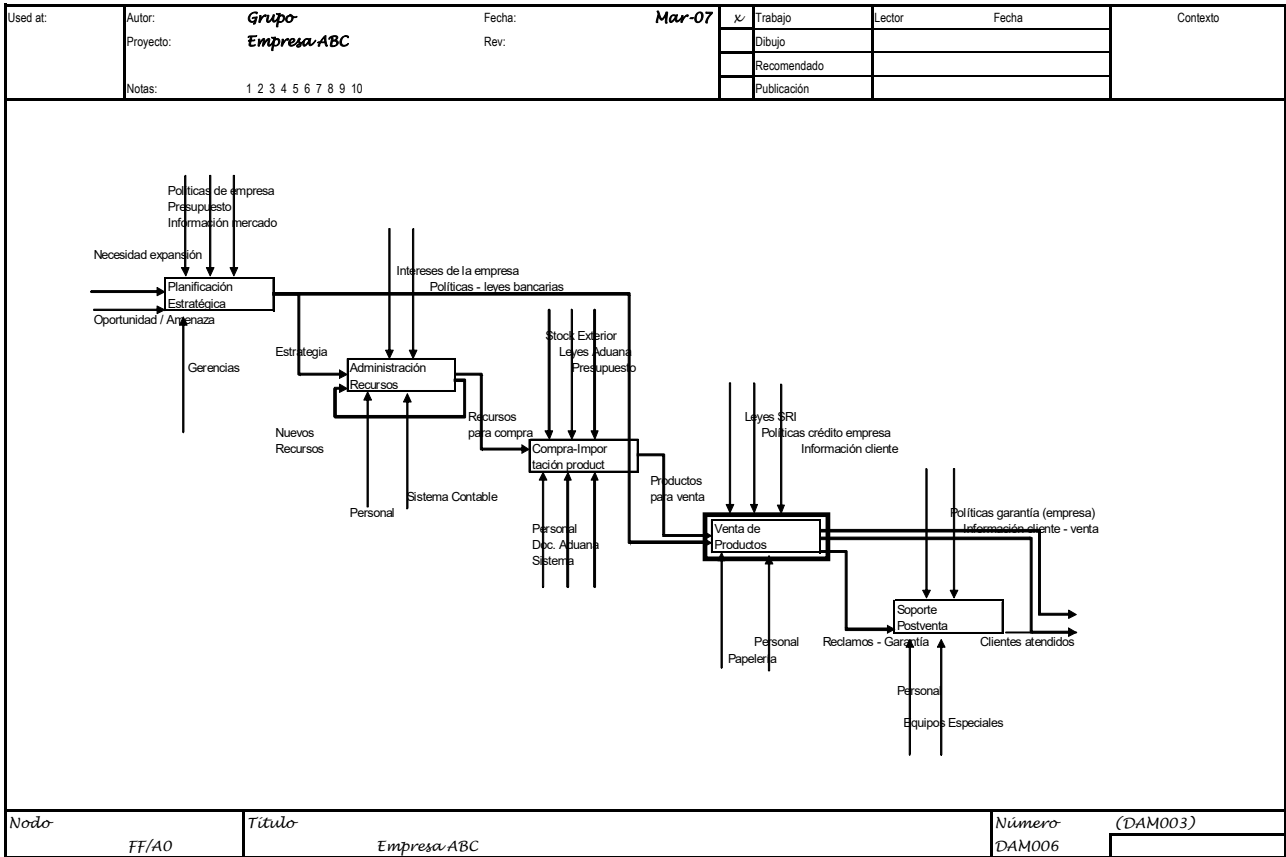 Used at:
Autor: Grupo Fecha: Mar-07
Proyecto: Empresa ABC Rev:
Notas: 1 2 3 4 5 6 7 8 9 10
x Trabajo
Dibujo
Recomendado
Publicación
Lector Fecha
Contexto
Políticas de empresa
Presupuesto
Información mercado
Necesidad expansión
Planificación
Estratégica
Oportunidad / Amenaza
Gerencias
Intereses de la empresa
Políticas - leyes bancarias
Estrategia
Administración
Recursos
Nuevos
Recursos
Personal
Sistema Contable
Recursos
para compra
Stock Exterior
Leyes Aduana
Presupuesto
Compra-Impor
tación product
Personal
Doc. Aduana
Sistema
Productos
para venta
Leyes SRI
Políticas crédito empresa
Información cliente
Venta de
Productos
Personal
Papelería
Políticas garantía (empresa)
Información cliente - venta
Soporte
Postventa
Reclamos - Garantía
Clientes atendidos
Personal
Equipos Especiales
Nodo
FF/A0
Título
Empresa ABC
Número (DAM003)
DAM006